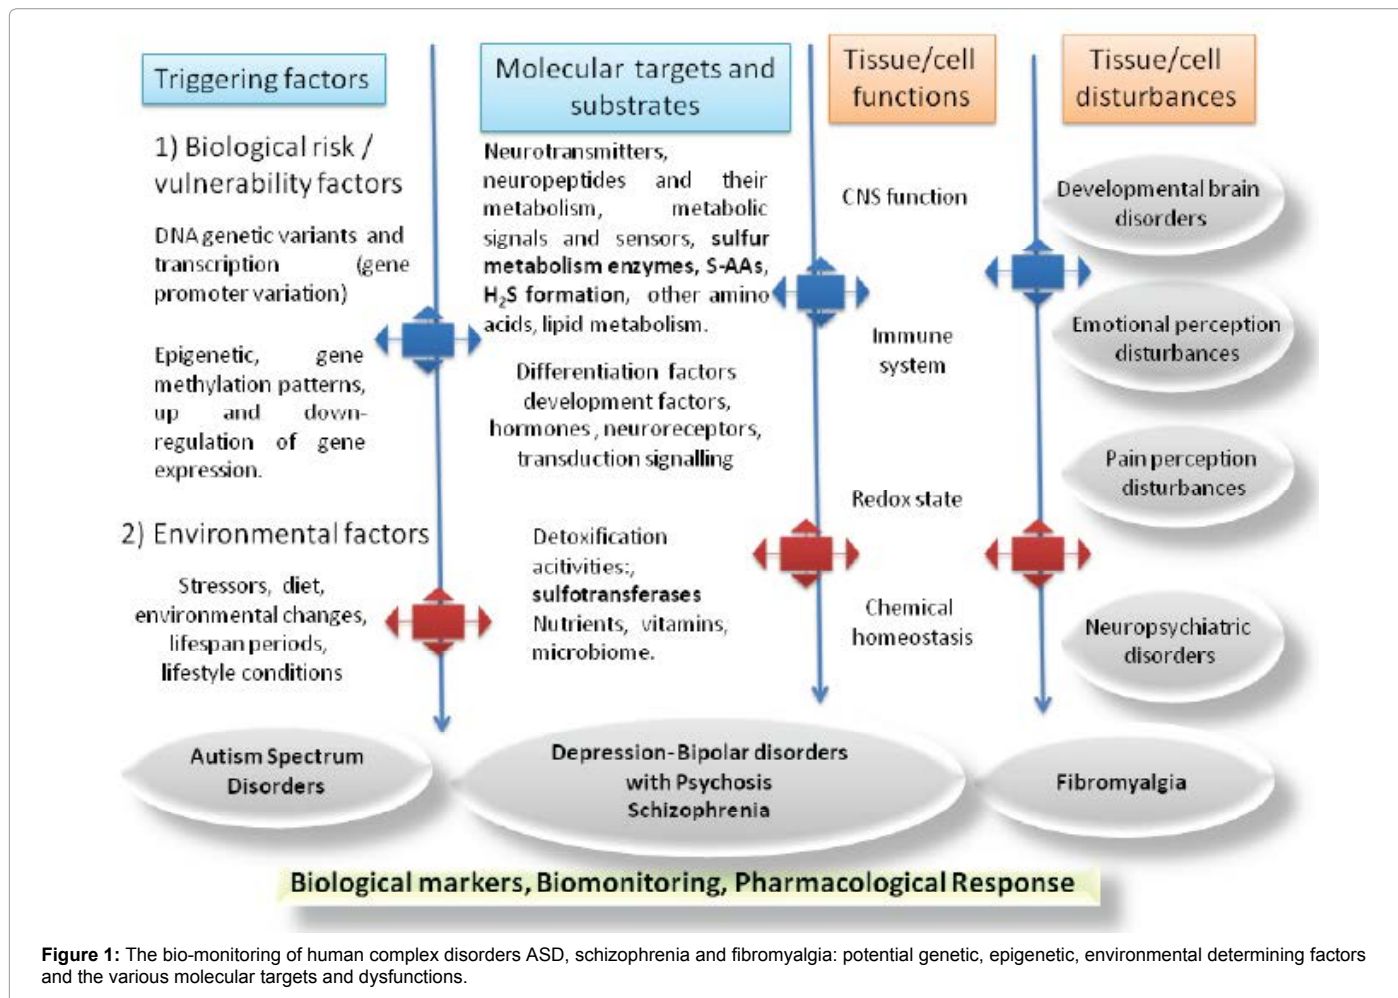 Triggering factors
1) Biological risk /
vulnerability factors
DNA genetic variants and
transcription (gene
promoter variation)
Epigenetic, gene
methylation patterns,
up and down-
regulation of gene
expression.
2) Environmental factors
Stressors, diet,
environmental changes,
lifespan periods,
lifestyle conditions
Molecular targets and
substrates
Neurotransmitters,
neuropeptides and their
metabolism, metabolic
signals and sensors, sulfur
metabolism enzymes, S-AAs,
H₂S formation, other amino
acids, lipid metabolism.
Differentiation factors
development factors,
hormones , neuroreceptors,
transduction signalling
Detoxification
acitivities:,
sulfotransferases
Nutrients, vitamins,
microbiome.
Tissue/cell
functions
CNS function
Immune
system
Redox state
Chemical
homeostasis
Tissue/cell
disturbances
Developmental brain
disorders
Emotional perception
disturbances
Pain perception
disturbances
Neuropsychiatric
disorders
Autism Spectrum
Disorders
Depression-Bipolar disorders
with Psychosis
Schizophrenia
Fibromyalgia
Biological markers, Biomonitoring, Pharmacological Response
Figure 1: The bio-monitoring of human complex disorders ASD, schizophrenia and fibromyalgia: potential genetic, epigenetic, environmental determining factors
and the various molecular targets and dysfunctions.